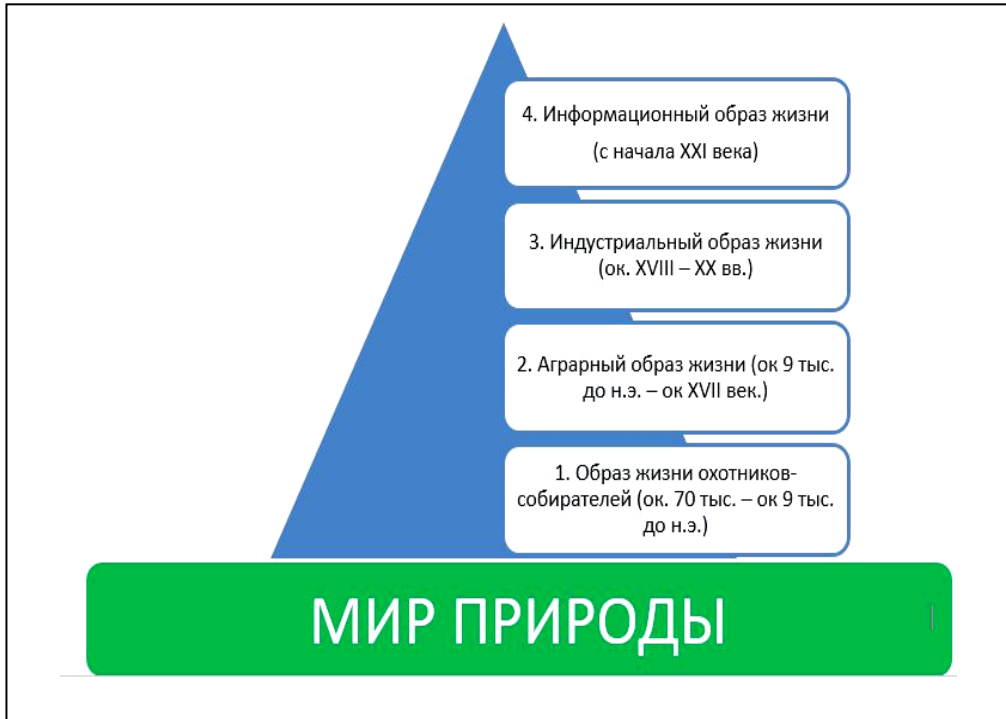 4. Информационный образ жизни
(с начала XXI века)
3. Индустриальный образ жизни
(ок. XVIII – XX вв.)
2. Аграрный образ жизни (ок 9 тыс.
до н.э. – ок XVII век.)
1. Образ жизни охотников-
собирателей (ок. 70 тыс. – ок 9 тыс.
до н.э.)
МИР ПРИРОДЫ